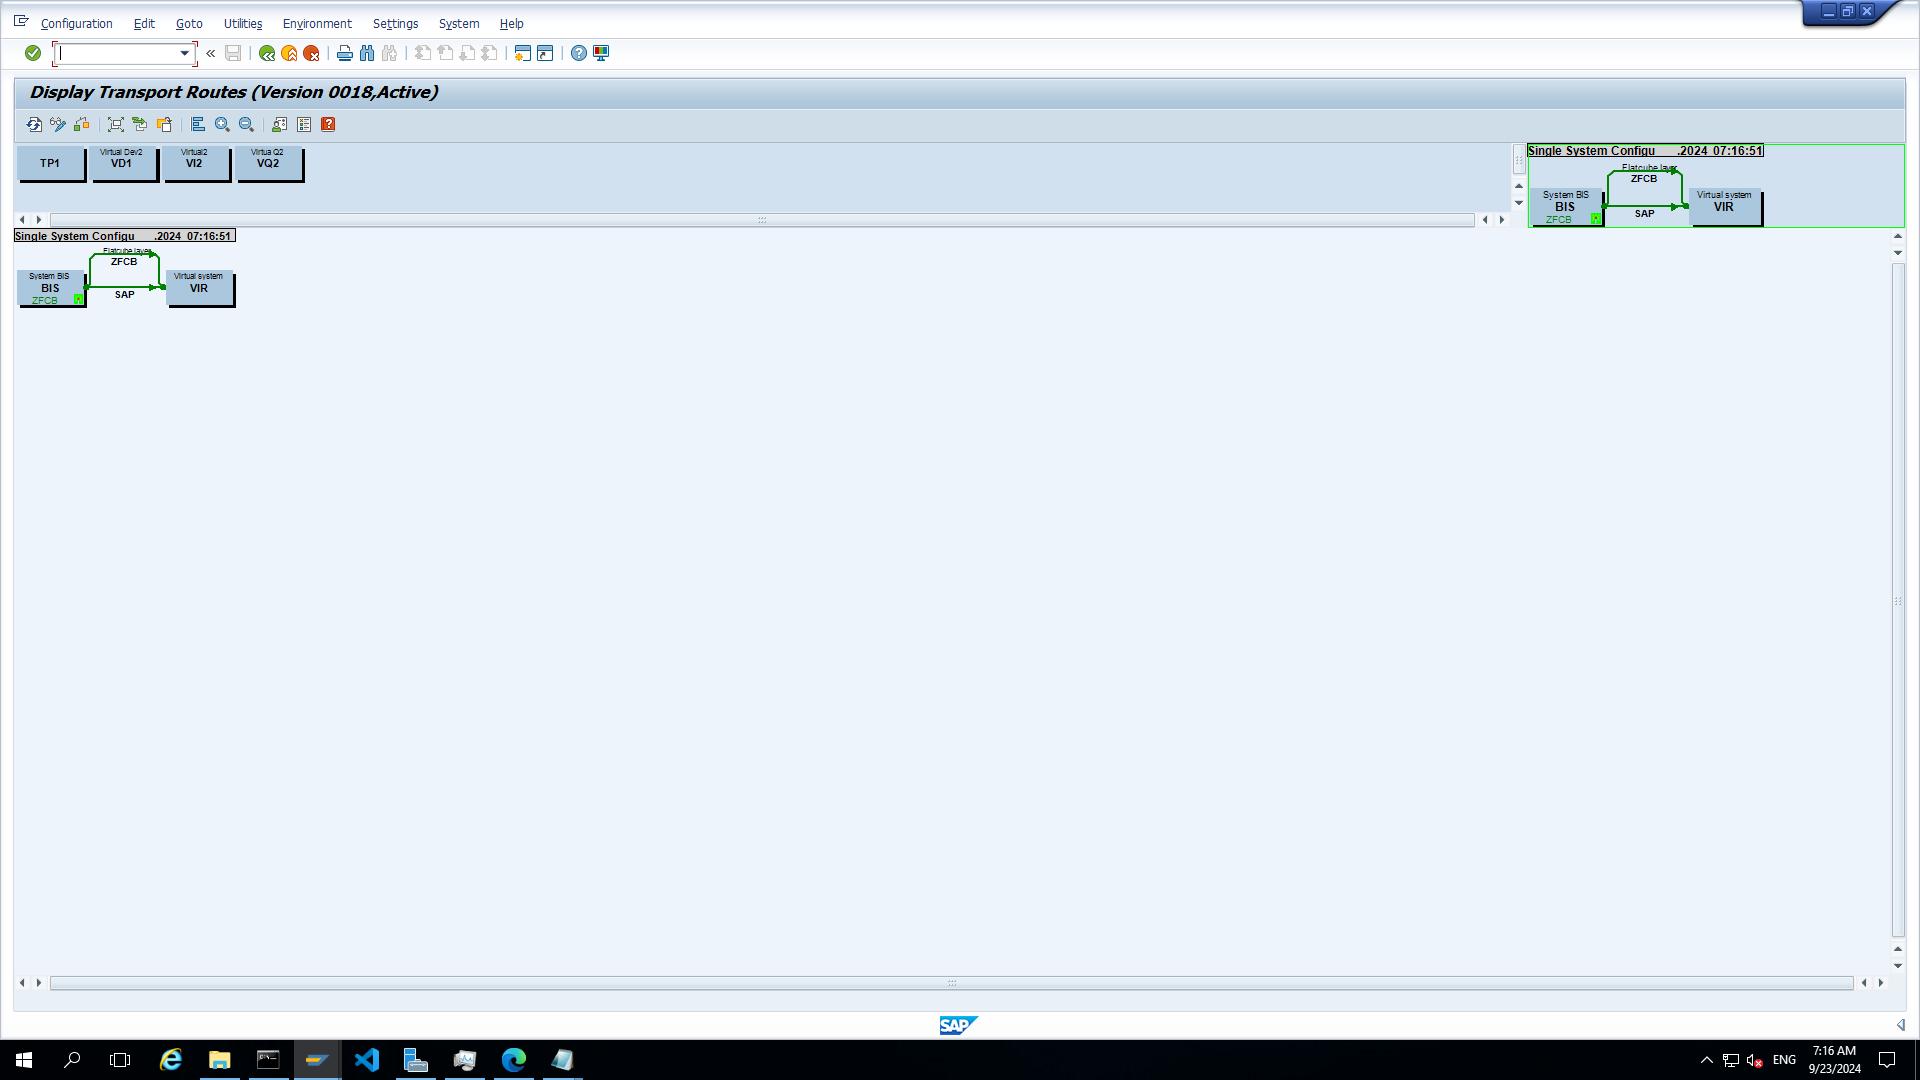 Configuration Edit Goto Utilities Environment Settings System Help
Display Transport Routes (Version 0018,Active)
TP1
Virtual Dev2
VD1
Virtual2
VI2
Virtua Q2
VQ2
Single System Configu .2024 07:16:51
Flatcube layer
ZFCB
System BIS
BIS
ZFCB
SAP
Virtual system
VIR
Single System Configu .2024 07:16:51
Flatcube layer
ZFCB
System BIS
BIS
ZFCB
SAP
Virtual system
VIR
SAP
ENG
7:16 AM
9/23/2024